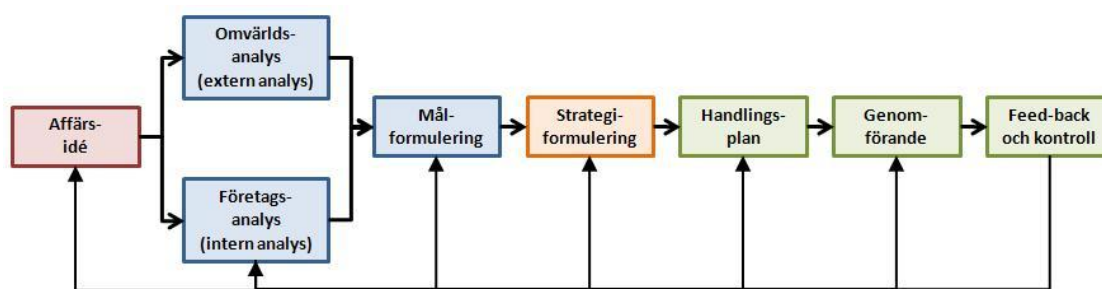 Affärs-
idé
Omvärlds-
analys
(extern analys)
Företags-
analys
(intern analys)
Mål-
formulering
Strategi-
formulering
Handlings-
plan
Genom-
förande
Feed-back
och kontroll